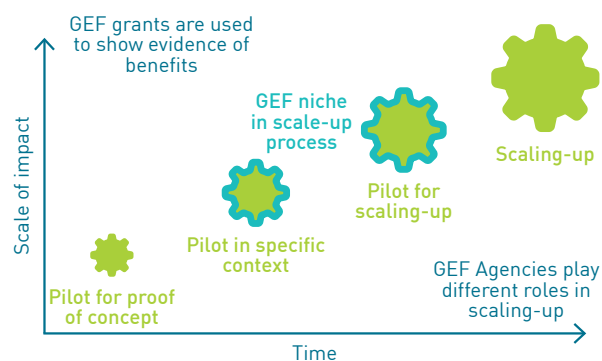 GEF grants are used
to show evidence of
benefits
GEF niche
in scale-up
process
Scaling-up
Pilot for
scaling-up
Pilot in specific
context
Pilot for proof
of concept
GEF Agencies play
different roles in
scaling-up
Scale of impact
Time